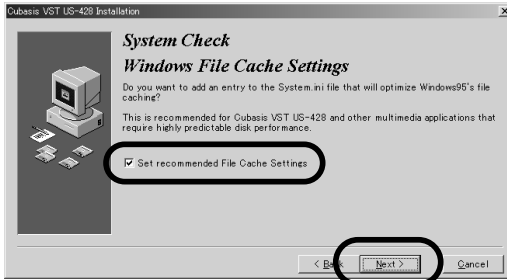 Cubasis VST US-428 Installation
System Check
Windows File Cache Settings
Do you want to add an entry to the System.ini file that will optimize Windows95's file
caching?
This is recommended for Cubasis VST US-428 and other multimedia applications that
require highly predictable disk performance.
Set recommended File Cache Settings
< Back Next > Cancel